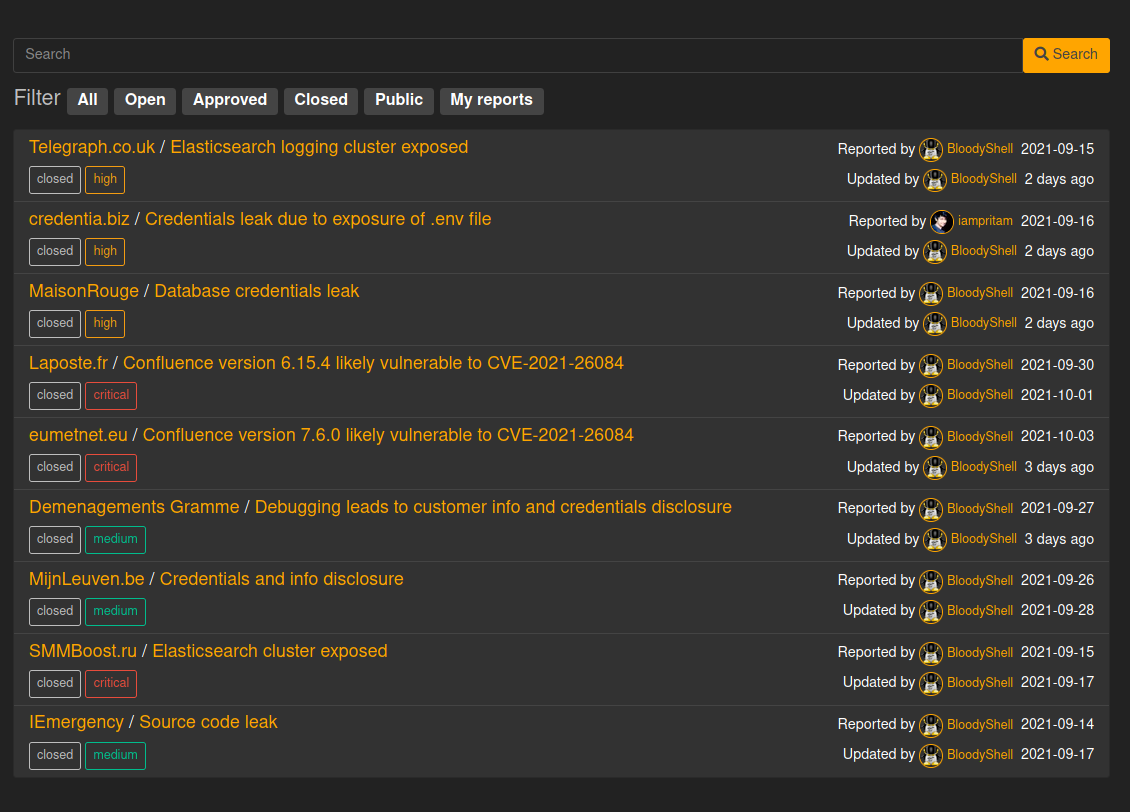 Search Search
Filter All Open Approved Closed Public My reports
Telegraph.co.uk / Elasticsearch logging cluster exposed Reported by BloodyShell 2021-09-15
closed high Updated by BloodyShell 2 days ago
credentia.biz / Credentials leak due to exposure of .env file Reported by iampritam 2021-09-16
closed high Updated by BloodyShell 2 days ago
MaisonRouge / Database credentials leak Reported by BloodyShell 2021-09-16
closed high Updated by BloodyShell 2 days ago
Laposte.fr / Confluence version 6.15.4 likely vulnerable to CVE-2021-26084 Reported by BloodyShell 2021-09-30
closed critical Updated by BloodyShell 2021-10-01
eumetnet.eu / Confluence version 7.6.0 likely vulnerable to CVE-2021-26084 Reported by BloodyShell 2021-10-03
closed critical Updated by BloodyShell 3 days ago
Demenagements Gramme / Debugging leads to customer info and credentials disclosure Reported by BloodyShell 2021-09-27
closed medium Updated by BloodyShell 3 days ago
MijnLeuven.be / Credentials and info disclosure Reported by BloodyShell 2021-09-26
closed medium Updated by BloodyShell 2021-09-28
SMMBoost.ru / Elasticsearch cluster exposed Reported by BloodyShell 2021-09-15
closed critical Updated by BloodyShell 2021-09-17
IEmergency / Source code leak Reported by BloodyShell 2021-09-14
closed medium Updated by BloodyShell 2021-09-17